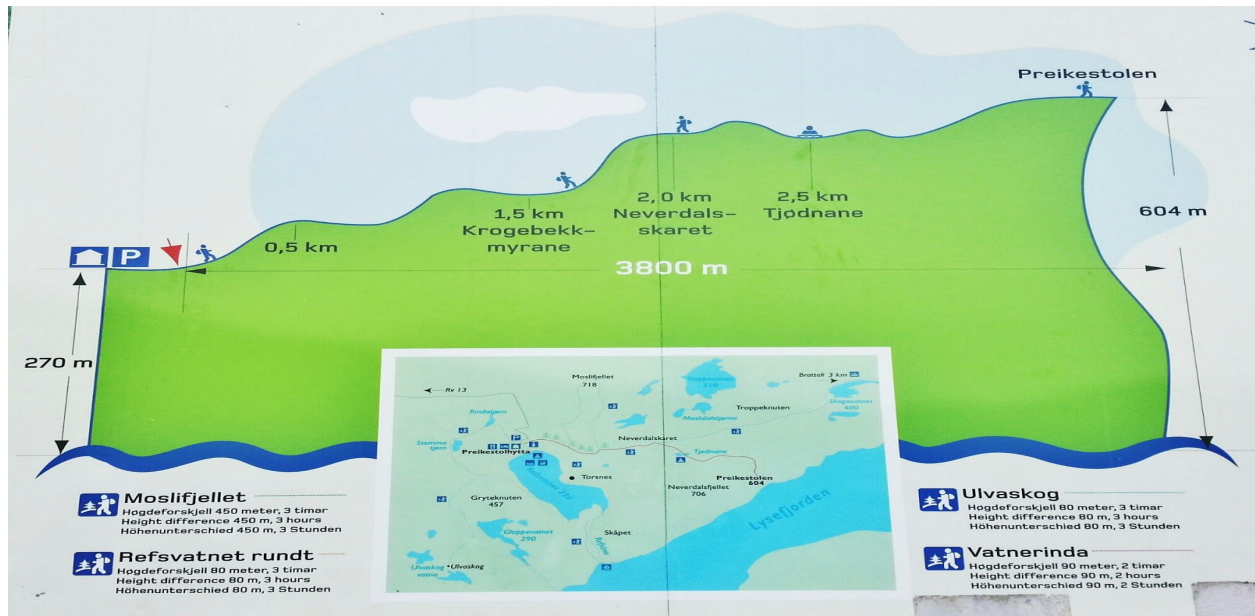 Preikestolen
604 m
P
0,5 km
1,5 km
Krogebekk–
myrane
2, 0 km
Neverdals–
skaret
2,5 km
Tjødnane
3800 m
270 m
Rv 13
Moslifjellet
718
Bratteli 3 km
Troppeknuten
Neverdalskaret
P
Preikestolhytta
Torsnes
Tjødnane
Preikestolen
604
Neverdalsfjellet
706
Gryteknuten
457
Skåpet
290
Ulvaskog
Lysefjorden
Moslifjellet
Høgdeforskjell 450 meter, 3 timar
Height difference 450 m, 3 hours
Höhenunterschied 450 m, 3 Stunden
Refsvatnet rundt
Høgdeforskjell 80 meter, 3 timar
Height difference 80 m, 3 hours
Höhenunterschied 80 m, 3 Stunden
Ulvaskog
Høgdeforskjell 80 meter, 3 timar
Height difference 80 m, 3 hours
Höhenunterschied 80 m, 3 Stunden
Vatnerinda
Høgdeforskjell 90 meter, 2 timar
Height difference 90 m, 2 hours
Höhenunterschied 90 m, 2 Stunden